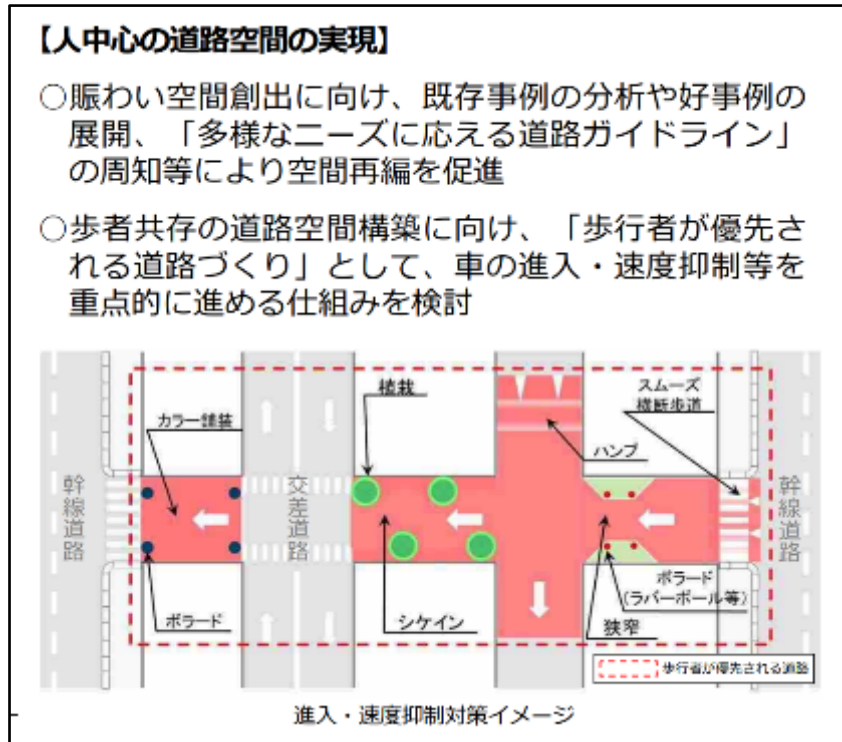 【人中心の道路空間の実現】
○賑わい空間創出に向け、既存事例の分析や好事例の
展開、「多様なニーズに応える道路ガイドライン」
の周知等により空間再編を促進
○歩車共存の道路空間構築に向け、「歩行者が優先さ
れる道路づくり」として、車の進入・速度抑制等を
重点的に進める仕組みを検討
植栽
スムーズ
横断歩道
カラー舗装
ハンプ
幹線道路
交差道路
幹線道路
ボラード
シケイン
ボラード
(ラバーポール等)
狭窄
歩行者が優先される道路
進入・速度抑制対策イメージ